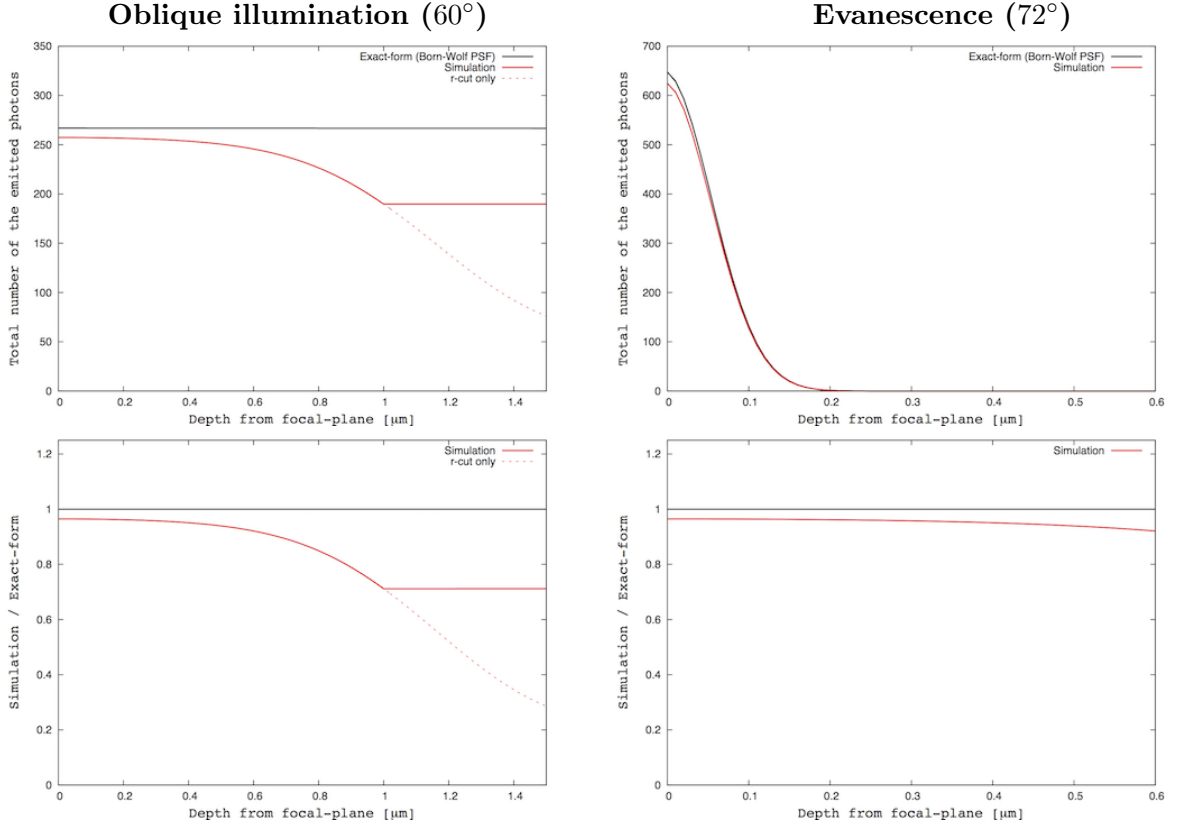 Oblique illumination (60°)
Evanescence (72°)
Total number of the emitted photons
350
300
250
200
150
100
50
0
Exact-form (Born-Wolf PSF)
Simulation
r-cut only
0 0.2 0.4 0.6 0.8 1 1.2 1.4
Depth from focal-plane [μm]
Total number of the emitted photons
700
600
500
400
300
200
100
0
Exact-form (Born-Wolf PSF)
Simulation
0 0.1 0.2 0.3 0.4 0.5 0.6
Depth from focal-plane [μm]
Simulation / Exact-form
1.2
1
0.8
0.6
0.4
0.2
0
Simulation
r-cut only
0 0.2 0.4 0.6 0.8 1 1.2 1.4
Depth from focal-plane [μm]
Simulation / Exact-form
1.2
1
0.8
0.6
0.4
0.2
0
Simulation
0 0.1 0.2 0.3 0.4 0.5 0.6
Depth from focal-plane [μm]